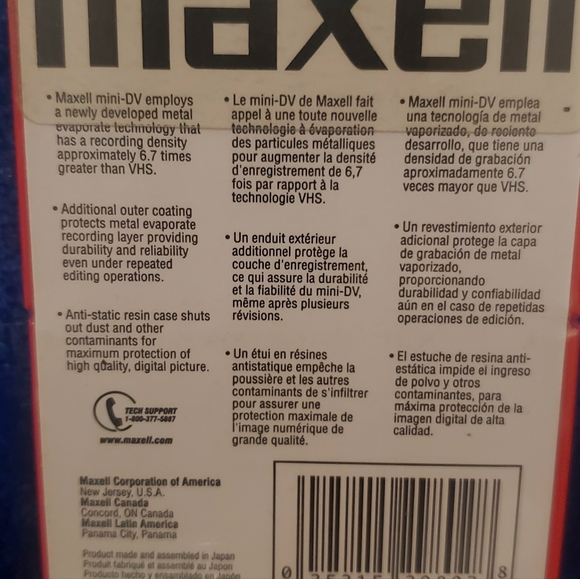 maxell
• Maxell mini-DV employs
a newly developed metal
evaporate technology that
has a recording density
approximately 6.7 times
greater than VHS.
• Additional outer coating
protects metal evaporate
recording layer providing
durability and reliability
even under repeated
editing operations.
• Anti-static resin case shuts
out dust and other
contaminants for
maximum protection of
high quality, digital picture.
TECH SUPPORT
1-800-377-5887
www.maxell.com
Maxell Corporation of America
New Jersey, U.S.A.
Maxell Canada
Concord, ON Canada
Maxell Latin America
Panama City, Panama
Product made and assembled in Japan
Produit fabriqué et assemblé au Japon
Producto hecho y ensamblado en Japón
• Le mini-DV de Maxell fait
appel à une toute nouvelle
technologie à évaporation
des particules métalliques
pour augmenter la densité
d'enregistrement de 6,7
fois par rapport à la
technologie VHS.
• Un enduit extérieur
additionnel protège la
couche d'enregistrement,
ce qui assure la durabilité
et la fiabilité du mini-DV,
même après plusieurs
révisions.
• Un étui en résines
antistatique empêche la
poussière et les autres
contaminants de s'infiltrer
pour assurer une
protection maximale de
l'image numérique de
grande qualité.
• Maxell mini-DV emplea
una tecnología de metal
vaporizado, de reciente
desarrollo, que tiene una
densidad de grabación
aproximadamente 6.7
veces mayor que VHS.
• Un revestimiento exterior
adicional protege la capa
de grabación de metal
vaporizado,
proporcionando
durabilidad y confiabilidad
aún en el caso de repetidas
operaciones de edición.
• El estuche de resina anti-
estática impide el ingreso
de polvo y otros
contaminantes, para
máxima protección de la
imagen digital de alta
calidad.
0 8